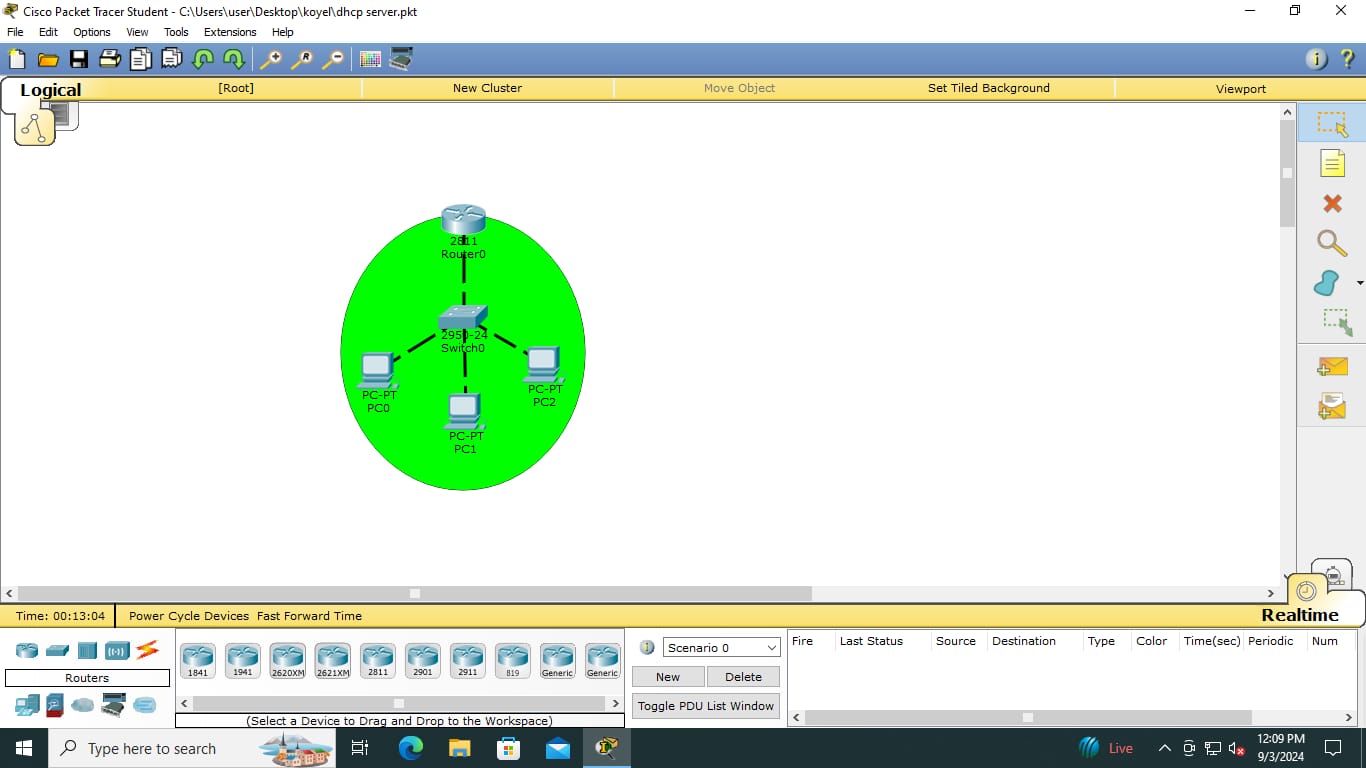 Cisco Packet Tracer Student - C:\Users\user\Desktop\koyel\dhcp server.pkt
File Edit Options View Tools Extensions Help
Logical [Root] New Cluster Move Object Set Tiled Background Viewport
2811
Router0
2950-24
Switch0
PC-PT
PC0
PC-PT
PC2
PC-PT
PC1
Time: 00:13:04 Power Cycle Devices Fast Forward Time Realtime
Routers
1841 1941 2620XM 2621XM 2811 2901 2911 819 Generic Generic
(Select a Device to Drag and Drop to the Workspace)
Scenario 0
New Delete
Toggle PDU List Window
Fire Last Status Source Destination Type Color Time(sec) Periodic Num
Type here to search
Live
12:09 PM
9/3/2024